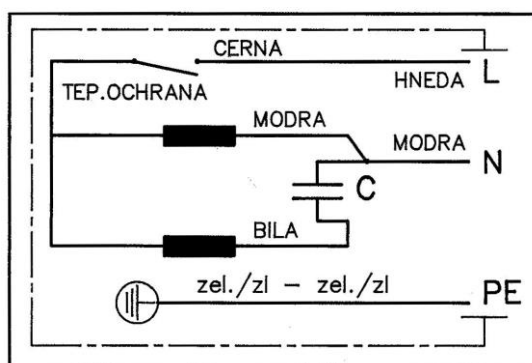 CERNA
L
TEP.OCHRANA
HNEDA
MODRA
MODRA
N
C
BILA
zel./zl – zel./zl
PE